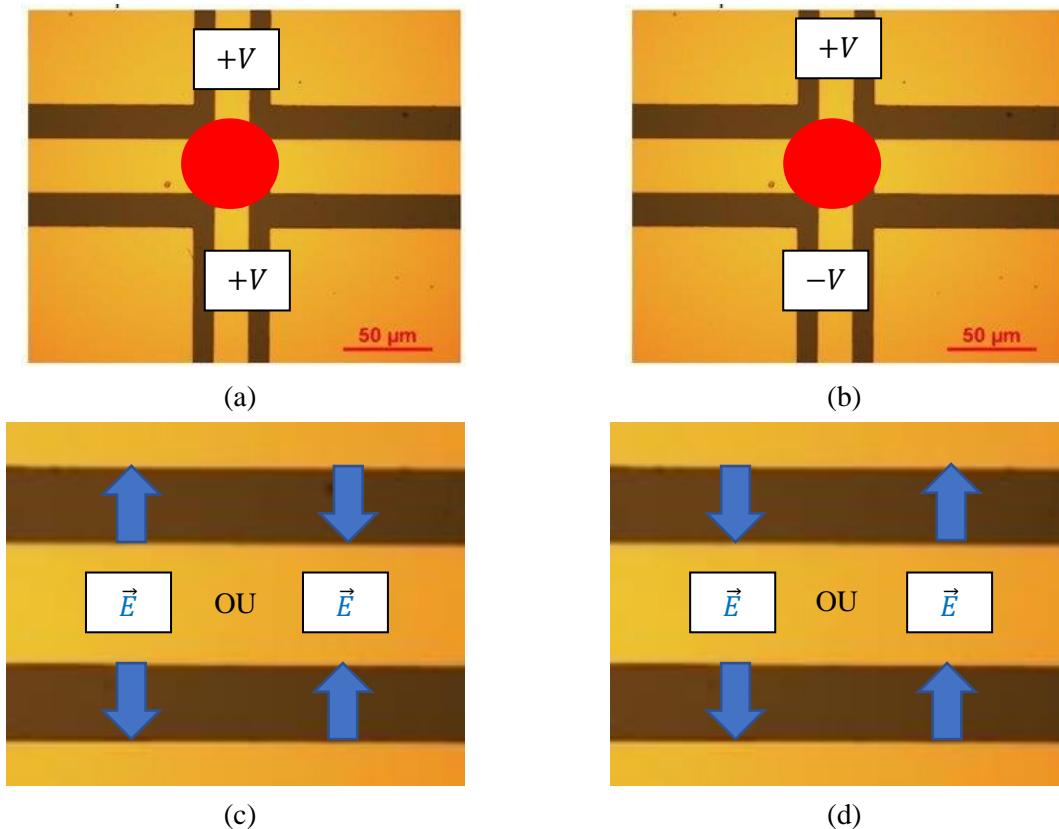 +V
+V
50 µm
(a)
+V
−V
50 µm
(b)
E⃗ OU E⃗
(c)
E⃗ OU E⃗
(d)